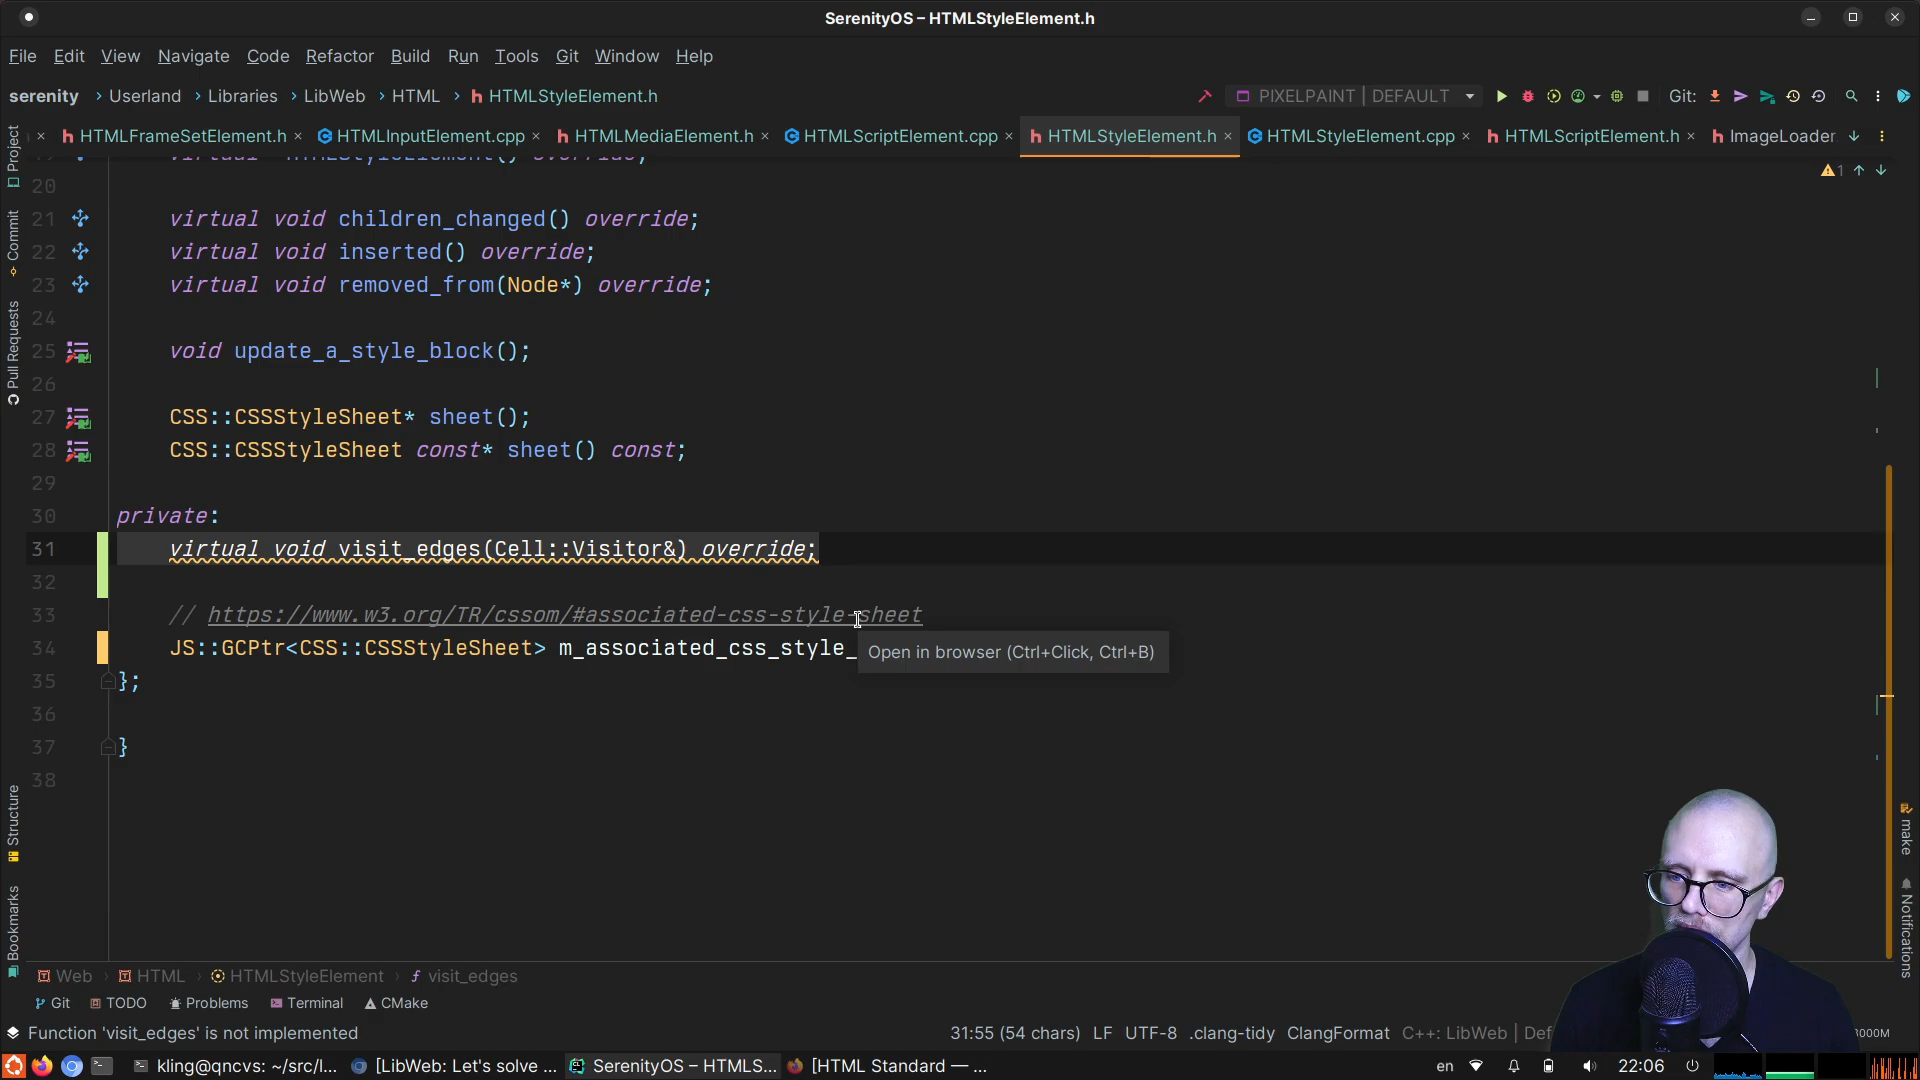 SerenityOS – HTMLStyleElement.h
File Edit View Navigate Code Refactor Build Run Tools Git Window Help
serenity › Userland › Libraries › LibWeb › HTML › HTMLStyleElement.h
PIXELPAINT | DEFAULT
Git:
HTMLFrameSetElement.h × HTMLInputElement.cpp × HTMLMediaElement.h × HTMLScriptElement.cpp × HTMLStyleElement.h × HTMLStyleElement.cpp × HTMLScriptElement.h × ImageLoader
1
20
21 virtual void children_changed() override;
22 virtual void inserted() override;
23 virtual void removed_from(Node*) override;
24
25 void update_a_style_block();
26
27 CSS::CSSStyleSheet* sheet();
28 CSS::CSSStyleSheet const* sheet() const;
29
30 private:
31 virtual void visit_edges(Cell::Visitor&) override;
32
33 // https://www.w3.org/TR/cssom/#associated-css-style-sheet
34 JS::GCPtr<CSS::CSSStyleSheet> m_associated_css_style_
Open in browser (Ctrl+Click, Ctrl+B)
35 };
36
37 }
38
Project
Commit
Pull Requests
Structure
Bookmarks
make
Notifications
Web › HTML › HTMLStyleElement › visit_edges
Git TODO Problems Terminal CMake
Function 'visit_edges' is not implemented
31:55 (54 chars) LF UTF-8 .clang-tidy ClangFormat C++: LibWeb | Def
3000M
kling@qncvs: ~/src/l... [LibWeb: Let's solve ... SerenityOS – HTMLS... [HTML Standard — ...
en 22:06